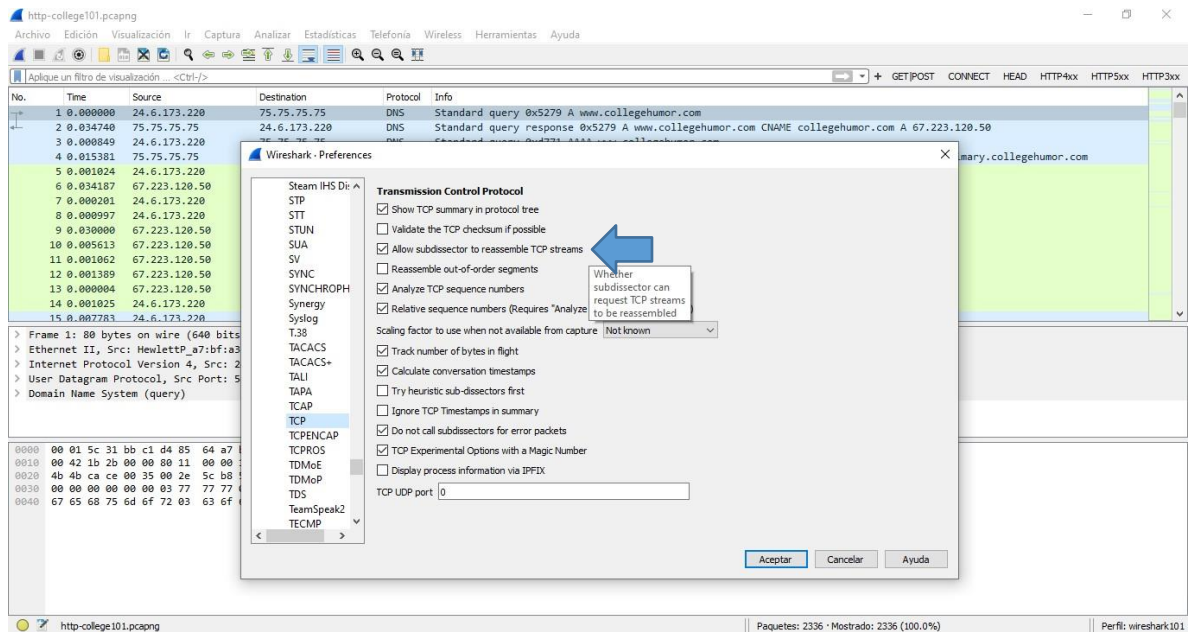 http-college101.pcapng
Archivo Edición Visualización Ir Captura Analizar Estadísticas Telefonía Wireless Herramientas Ayuda
Aplique un filtro de visualización ... <Ctrl-/> + GET|POST CONNECT HEAD HTTP4xx HTTP5xx HTTP3xx
No. Time Source Destination Protocol Info
1 0.000000 24.6.173.220 75.75.75.75 DNS Standard query 0x5279 A www.collegehumor.com
2 0.034740 75.75.75.75 24.6.173.220 DNS Standard query response 0x5279 A www.collegehumor.com CNAME collegehumor.com A 67.223.120.50
3 0.000849 24.6.173.220 75.75.75.75 DNS Standard query 0xd771 AAAA www.collegehumor.com
4 0.015381 75.75.75.75 mary.collegehumor.com
5 0.001024 24.6.173.220
6 0.034187 67.223.120.50
7 0.000201 24.6.173.220
8 0.000997 24.6.173.220
9 0.030000 67.223.120.50
10 0.005613 67.223.120.50
11 0.001062 67.223.120.50
12 0.001389 67.223.120.50
13 0.000004 67.223.120.50
14 0.001025 24.6.173.220
15 0.007783 24.6.173.220
Frame 1: 80 bytes on wire (640 bits
Ethernet II, Src: HewlettP_a7:bf:a3
Internet Protocol Version 4, Src: 2
User Datagram Protocol, Src Port: 5
Domain Name System (query)
0000 00 01 5c 31 bb c1 d4 85 64 a7
0010 00 42 1b 2b 00 00 80 11 00 00
0020 4b 4b ca ce 00 35 00 2e 5c b8
0030 00 00 00 00 00 00 03 77 77 77
0040 67 65 68 75 6d 6f 72 03 63 6f
Wireshark · Preferences
Steam IHS Dis
STP
STT
STUN
SUA
SV
SYNC
SYNCHROPH
Synergy
Syslog
T.38
TACACS
TACACS+
TALI
TAPA
TCAP
TCP
TCPENCAP
TCPROS
TDMoE
TDMoP
TDS
TeamSpeak2
TECMP
Transmission Control Protocol
Show TCP summary in protocol tree
Validate the TCP checksum if possible
Allow subdissector to reassemble TCP streams
Reassemble out-of-order segments
Analyze TCP sequence numbers
Relative sequence numbers (Requires "Analyze
Whether
subdissector can
request TCP streams
to be reassembled
Scaling factor to use when not available from capture Not known
Track number of bytes in flight
Calculate conversation timestamps
Try heuristic sub-dissectors first
Ignore TCP Timestamps in summary
Do not call subdissectors for error packets
TCP Experimental Options with a Magic Number
Display process information via IPFIX
TCP UDP port 0
Aceptar Cancelar Ayuda
http-college101.pcapng Paquetes: 2336 · Mostrado: 2336 (100.0%) Perfil: wireshark101